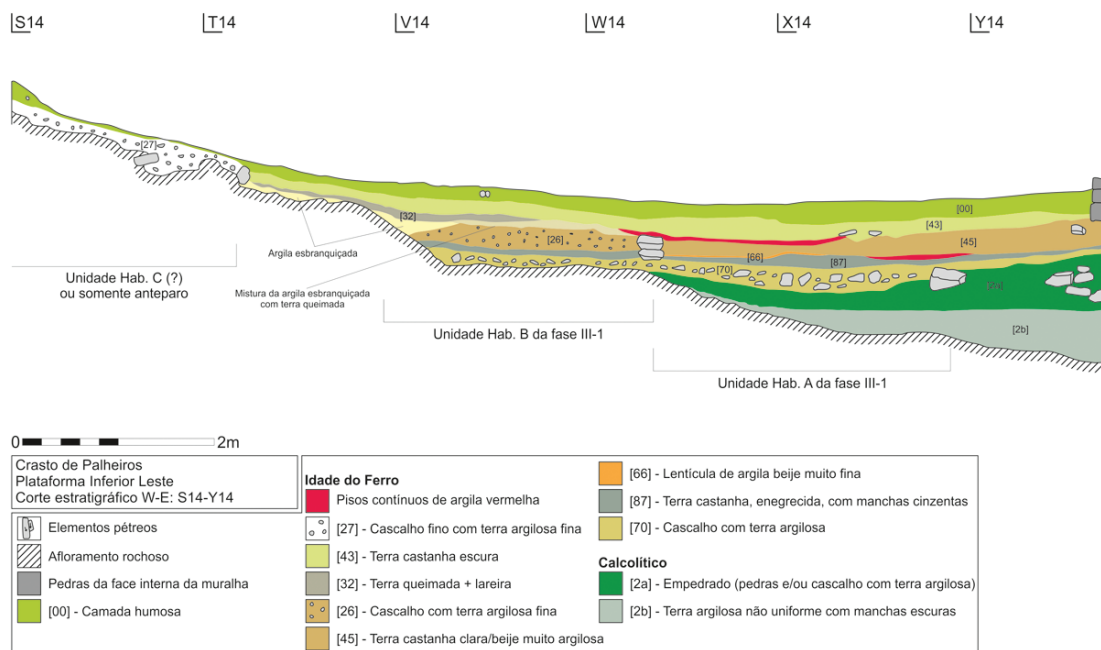 S14
T14
V14
W14
X14
Y14
[27]
[00]
[43]
[32]
[45]
[26]
[66]
[87]
[70]
[2a]
[2b]
Argila esbranquiçada
Mistura da argila esbranquiçada
com terra queimada
Unidade Hab. C (?)
ou somente anteparo
Unidade Hab. B da fase III-1
Unidade Hab. A da fase III-1
0
2m
Crasto de Palheiros
Plataforma Inferior Leste
Corte estratigráfico W-E: S14-Y14
Elementos pétreos
Afloramento rochoso
Pedras da face interna da muralha
[00] - Camada humosa
Idade do Ferro
Pisos contínuos de argila vermelha
[27] - Cascalho fino com terra argilosa fina
[43] - Terra castanha escura
[32] - Terra queimada + lareira
[26] - Cascalho com terra argilosa fina
[45] - Terra castanha clara/beije muito argilosa
[66] - Lentícula de argila beije muito fina
[87] - Terra castanha, enegrecida, com manchas cinzentas
[70] - Cascalho com terra argilosa
Calcolítico
[2a] - Empedrado (pedras e/ou cascalho com terra argilosa)
[2b] - Terra argilosa não uniforme com manchas escuras